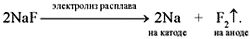 2NaF электролиз расплава 2Na + F₂↑.
на катоде на аноде